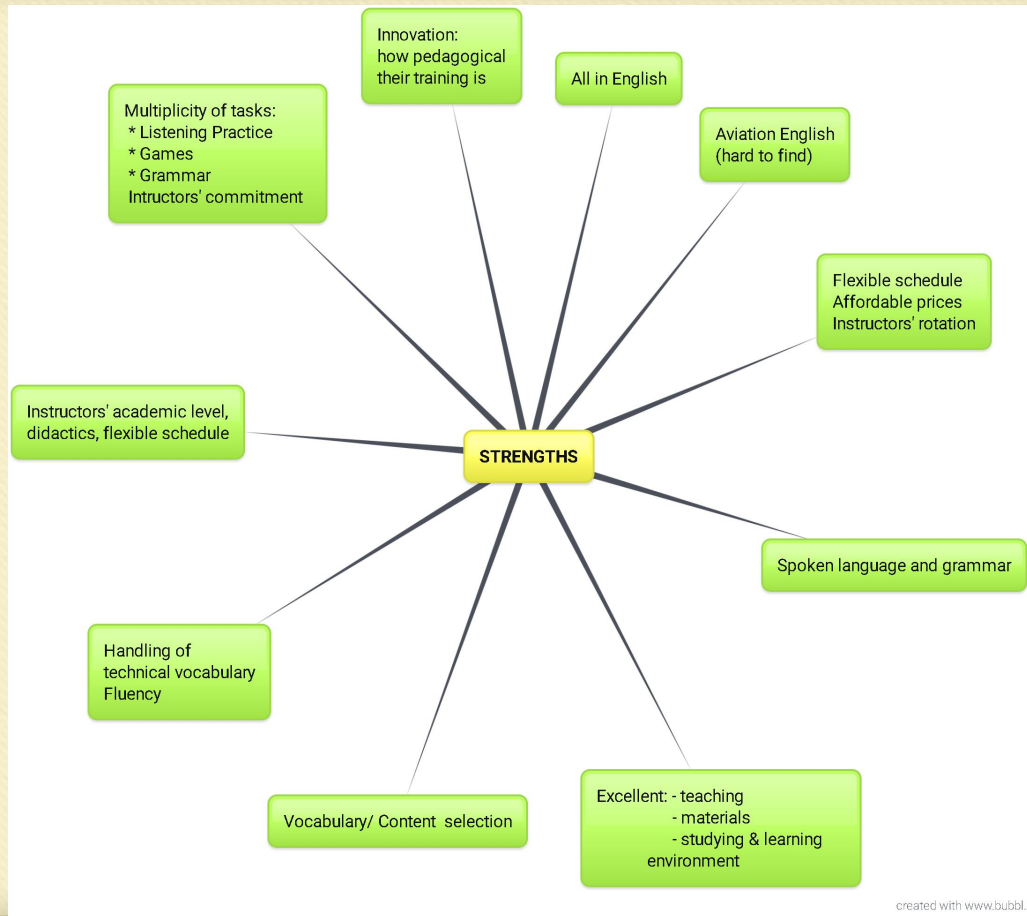 Innovation:
how pedagogical
their training is
All in English
Multiplicity of tasks:
* Listening Practice
* Games
* Grammar
Intructors' commitment
Aviation English
(hard to find)
Flexible schedule
Affordable prices
Instructors' rotation
Instructors' academic level,
didactics, flexible schedule
STRENGTHS
Spoken language and grammar
Handling of
technical vocabulary
Fluency
Vocabulary/ Content selection
Excellent: - teaching
- materials
- studying & learning
environment
created with www.bubbl.